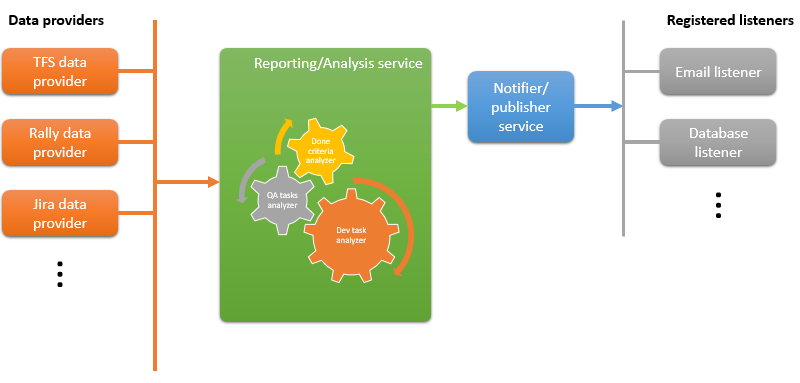 Data providers
TFS data
provider
Rally data
provider
Jira data
provider
Reporting/Analysis service
Done
criteria
analyzer
QA tasks
analyzer
Dev task
analyzer
Notifier/
publisher
service
Registered listeners
Email listener
Database
listener